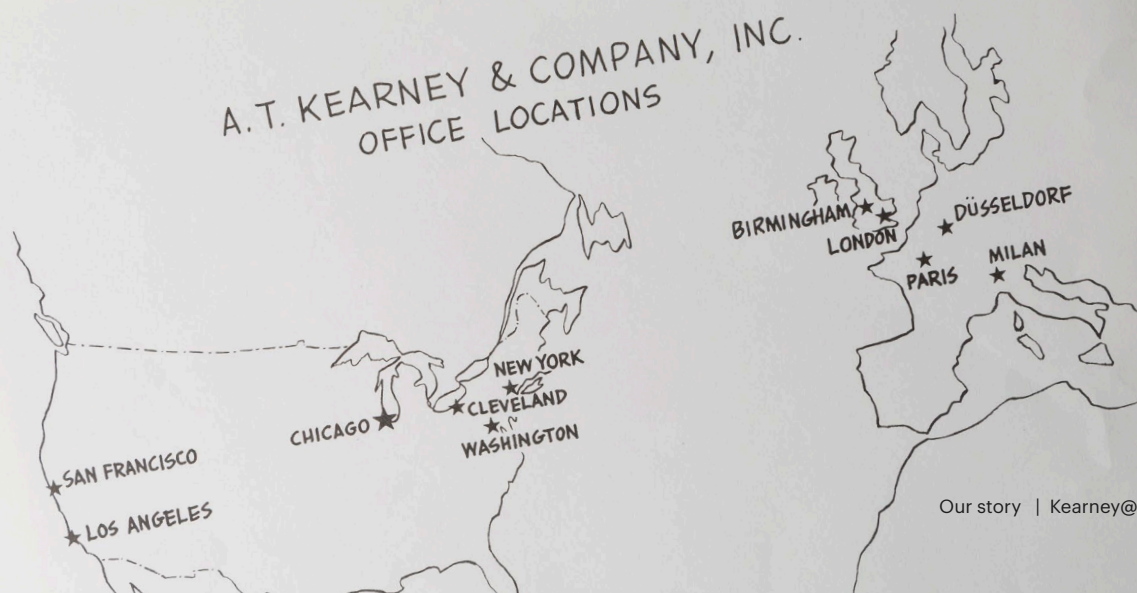 A.T. KEARNEY & COMPANY, INC.
OFFICE LOCATIONS
BIRMINGHAM
LONDON
DÜSSELDORF
PARIS
MILAN
NEW YORK
CLEVELAND
WASHINGTON
CHICAGO
SAN FRANCISCO
LOS ANGELES
Our story | Kearney@